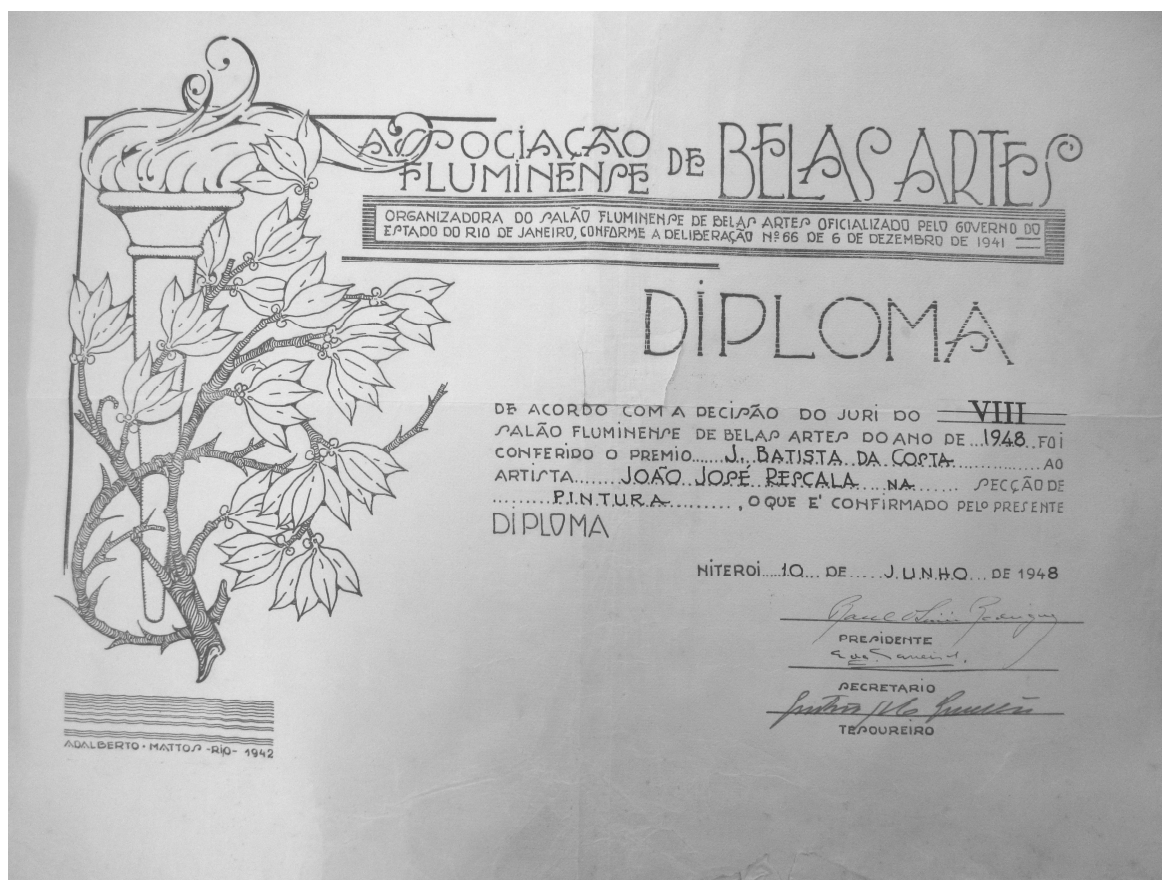 ASSOCIAÇÃO
FLUMINENSE DE BELAS ARTES
ORGANIZADORA DO SALÃO FLUMINENSE DE BELAS ARTES OFICIALIZADO PELO GOVERNO DO
ESTADO DO RIO DE JANEIRO, CONFORME A DELIBERAÇÃO Nº 66 DE 6 DE DEZEMBRO DE 1941
DIPLOMA
DE ACORDO COM A DECISÃO DO JURI DO VIII
SALÃO FLUMINENSE DE BELAS ARTES DO ANO DE ...1948.. FOI
CONFERIDO O PREMIO......J. BATISTA DA COSTA............. AO
ARTISTA.......JOÃO JOSÉ RESCALA...NA...... SECÇÃO DE
........PINTURA........., O QUE E' CONFIRMADO PELO PRESENTE
DIPLOMA
NITEROI....10... DE .....JUNHO... DE 1948
PRESIDENTE
SECRETARIO
TESOUREIRO
ADALBERTO · MATTOS - RIO - 1942